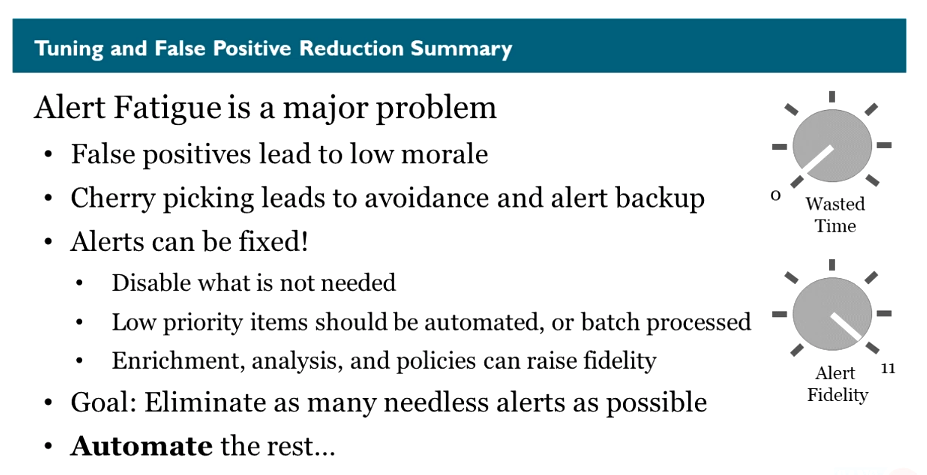 Tuning and False Positive Reduction Summary
Alert Fatigue is a major problem
• False positives lead to low morale
• Cherry picking leads to avoidance and alert backup
• Alerts can be fixed!
• Disable what is not needed
• Low priority items should be automated, or batch processed
• Enrichment, analysis, and policies can raise fidelity
• Goal: Eliminate as many needless alerts as possible
• Automate the rest...
0
Wasted
Time
11
Alert
Fidelity